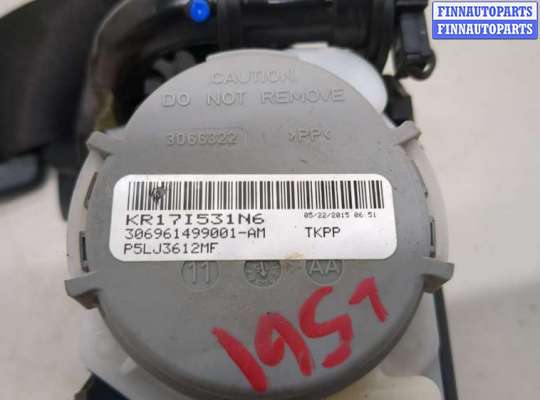 FINNAUTOPARTS
FINNAUTOPARTS
CAUTION
DO NOT REMOVE
3066322 >PP<
KR17I531N6 05/22/2015 06:51
306961499001-AM TKPP
P5LJ3612MF
11 AA
1951